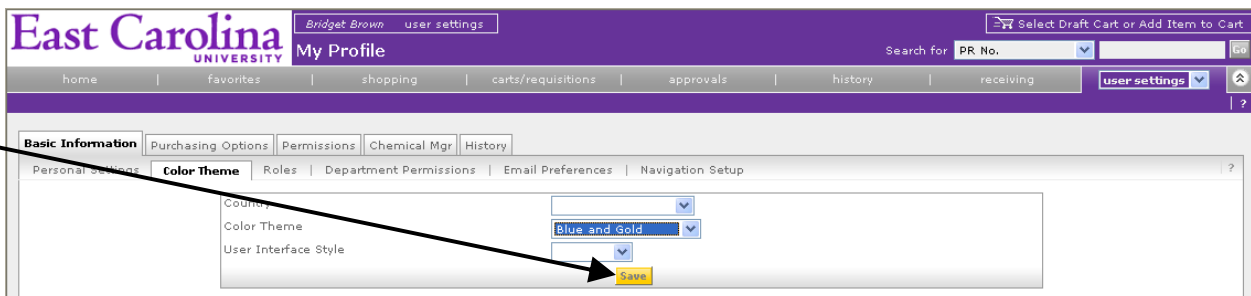 East Carolina
UNIVERSITY
Bridget Brown user settings
Select Draft Cart or Add Item to Cart
My Profile
Search for PR No. Go
home | favorites | shopping | carts/requisitions | approvals | history | receiving user settings
| ?
Basic Information Purchasing Options Permissions Chemical Mgr History
Personal Settings Color Theme Roles | Department Permissions | Email Preferences | Navigation Setup | ?
Country
Color Theme Blue and Gold
User Interface Style
Save